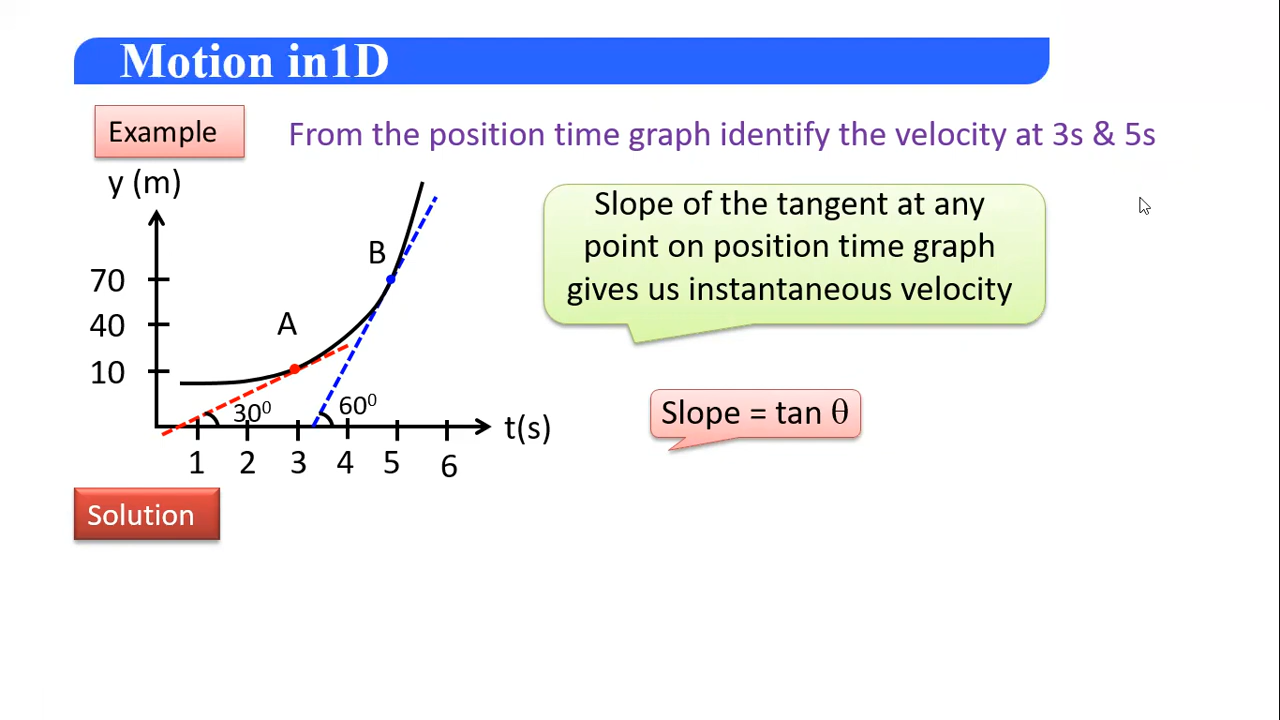 Motion in1D
Example
From the position time graph identify the velocity at 3s & 5s
y (m)
Slope of the tangent at any
point on position time graph
gives us instantaneous velocity
B
70
A
40
10
30⁰
60⁰
t(s)
1 2 3 4 5 6
Slope = tan θ
Solution